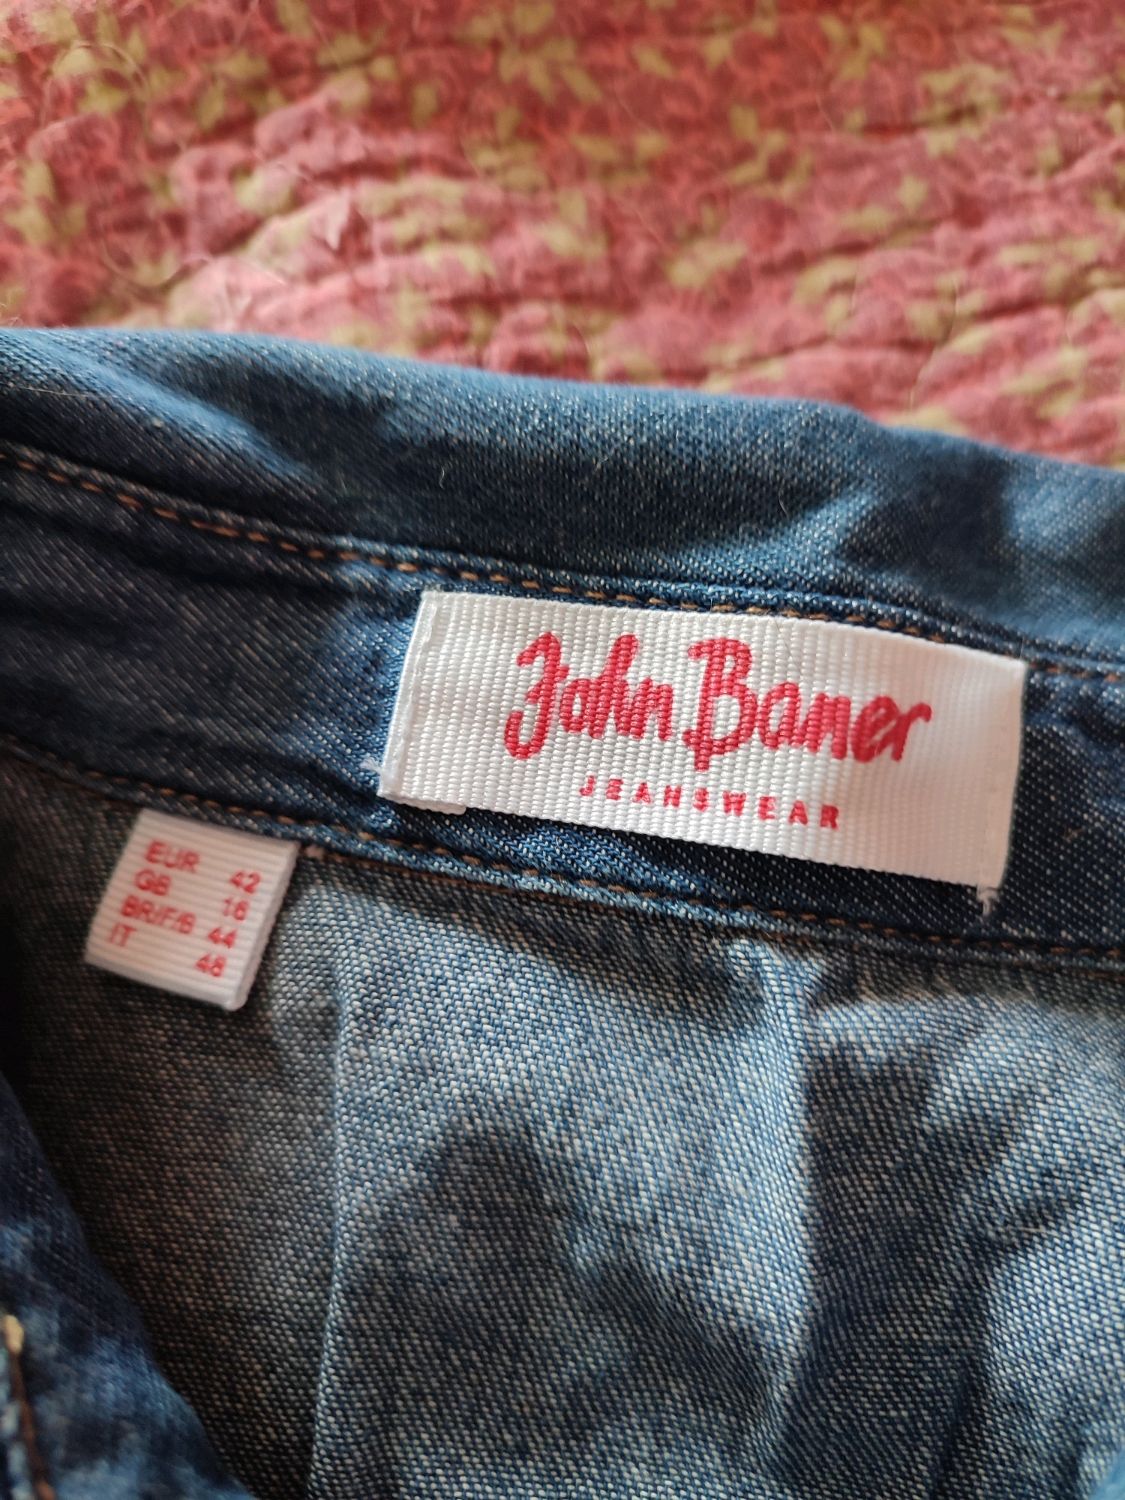 John Baner
JEANSWEAR
EUR 42
GB 16
BR/F/B 44
IT 48